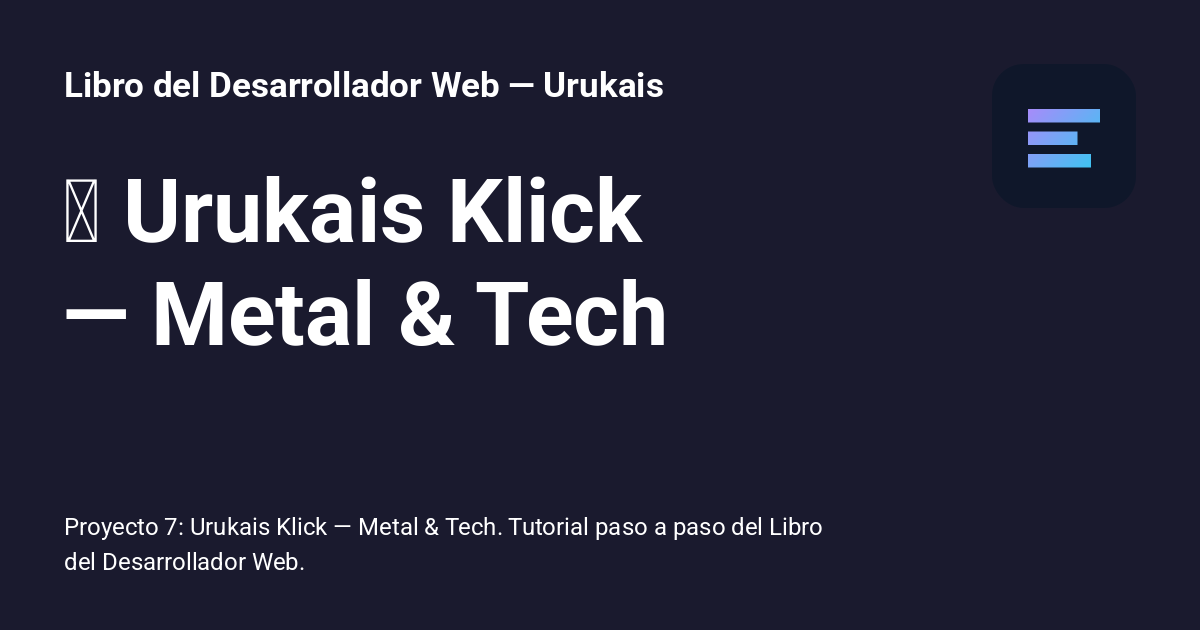 Libro del Desarrollador Web — Urukais
Urukais Klick
— Metal & Tech
Proyecto 7: Urukais Klick — Metal & Tech. Tutorial paso a paso del Libro
del Desarrollador Web.